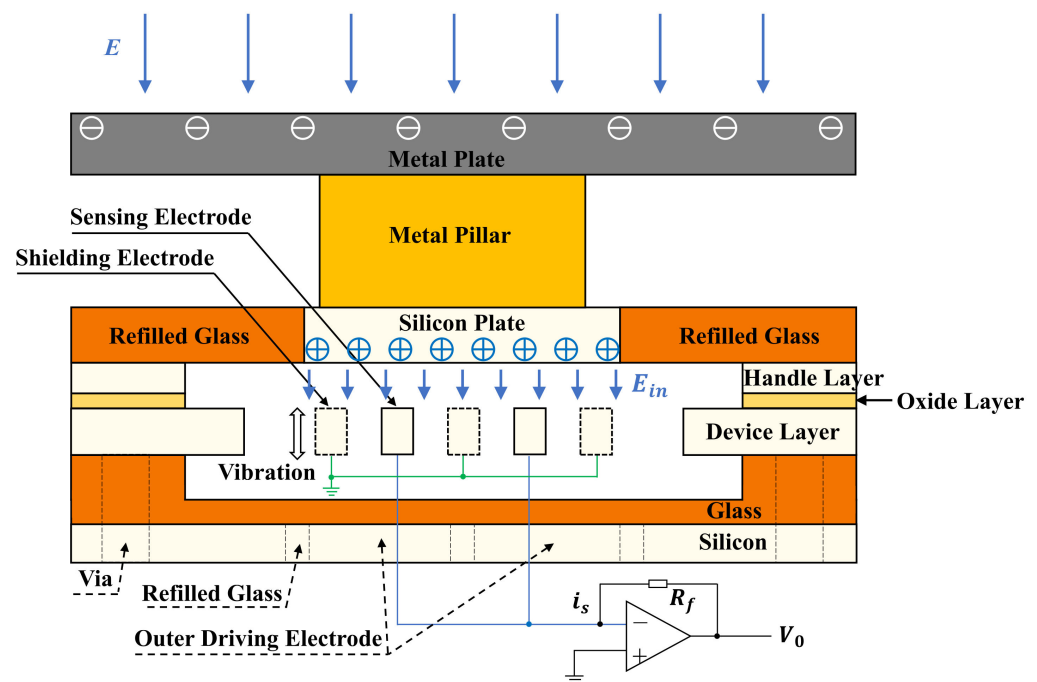 E
Metal Plate
Sensing Electrode
Metal Pillar
Shielding Electrode
Silicon Plate
Refilled Glass
Refilled Glass
Handle Layer
E_in
Oxide Layer
Device Layer
Vibration
Glass
Silicon
Via
Refilled Glass
i_s
R_f
Outer Driving Electrode
V_0